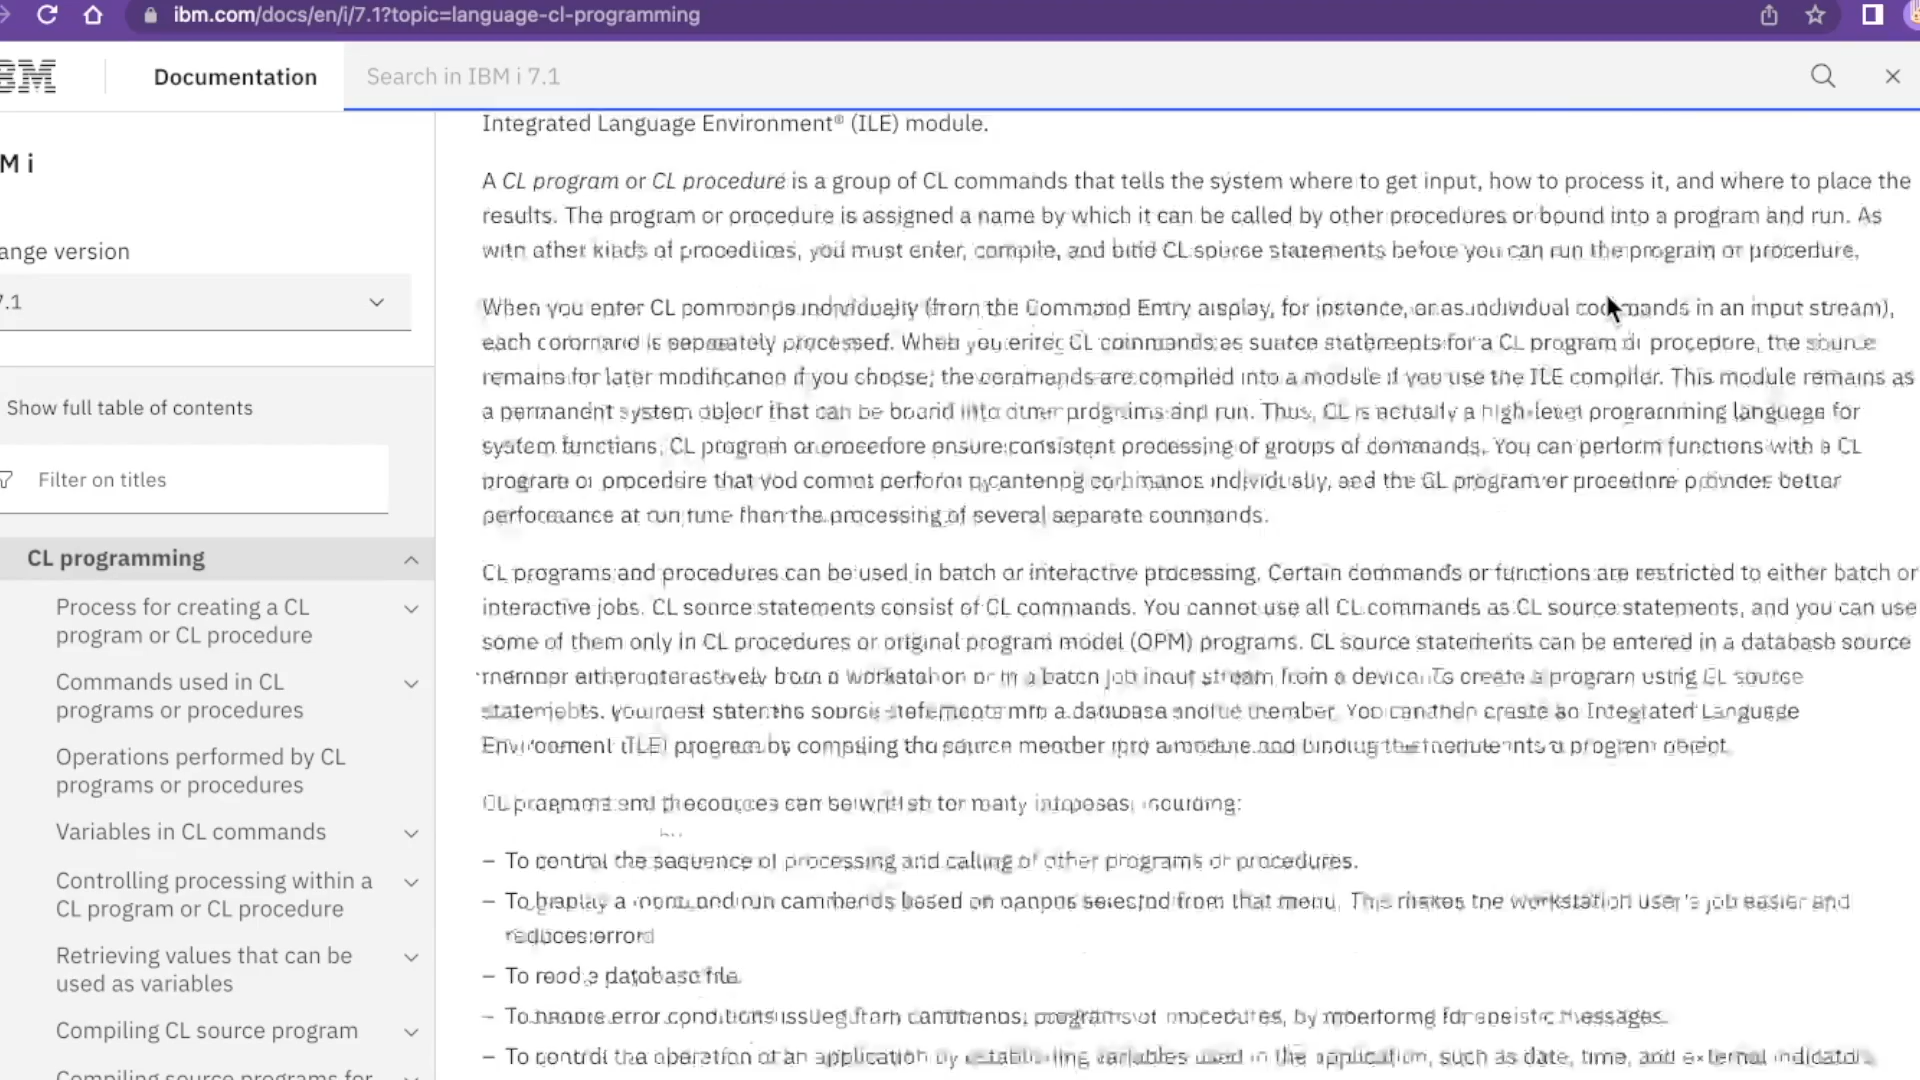 ibm.com/docs/en/i/7.1?topic=language-cl-programming
IBM
Documentation
Search in IBM i 7.1
M i
ange version
7.1
Show full table of contents
Filter on titles
CL programming
Process for creating a CL
program or CL procedure
Commands used in CL
programs or procedures
Operations performed by CL
programs or procedures
Variables in CL commands
Controlling processing within a
CL program or CL procedure
Retrieving values that can be
used as variables
Compiling CL source program
Compiling source programs for
Integrated Language Environment® (ILE) module.
A CL program or CL procedure is a group of CL commands that tells the system where to get input, how to process it, and where to place the
results. The program or procedure is assigned a name by which it can be called by other procedures or bound into a program and run. As
with other kinds of procedures, you must enter, compile, and bind CL source statements before you can run the program or procedure.
When you enter CL commands individually (from the Command Entry display, for instance, or as individual commands in an input stream),
each command is separately processed. When you enter CL commands as source statements for a CL program or procedure, the source
remains for later modification if you choose, the commands are compiled into a module if you use the ILE compiler. This module remains as
a permanent system object that can be bound into other programs and run. Thus, CL is actually a high-level programming language for
system functions. CL program or procedure ensure consistent processing of groups of commands. You can perform functions with a CL
program or procedure that you cannot perform by entering commands individually, and the CL program or procedure provides better
performance at run time than the processing of several separate commands.
CL programs and procedures can be used in batch or interactive processing. Certain commands or functions are restricted to either batch or
interactive jobs. CL source statements consist of CL commands. You cannot use all CL commands as CL source statements, and you can use
some of them only in CL procedures or original program model (OPM) programs. CL source statements can be entered in a database source
member either interactively from a workstation or in a batch job input stream from a device. To create a program using CL source
statements, you must statements source statements into a database source member. You can then create an Integrated Language
Environment (ILE) program by compiling the source member into a module and binding the module into a program object.
CL programs and procedures can be written for many purposes, including:
– To control the sequence of processing and calling of other programs or procedures.
– To display a menu and run commands based on options selected from that menu. This makes the workstation user's job easier and
reduces errors
– To read a database file.
– To handle error conditions issued from commands, programs or procedures, by monitoring for specific messages.
– To control the operation of an application by establishing variables used in the application, such as date, time, and external indicators